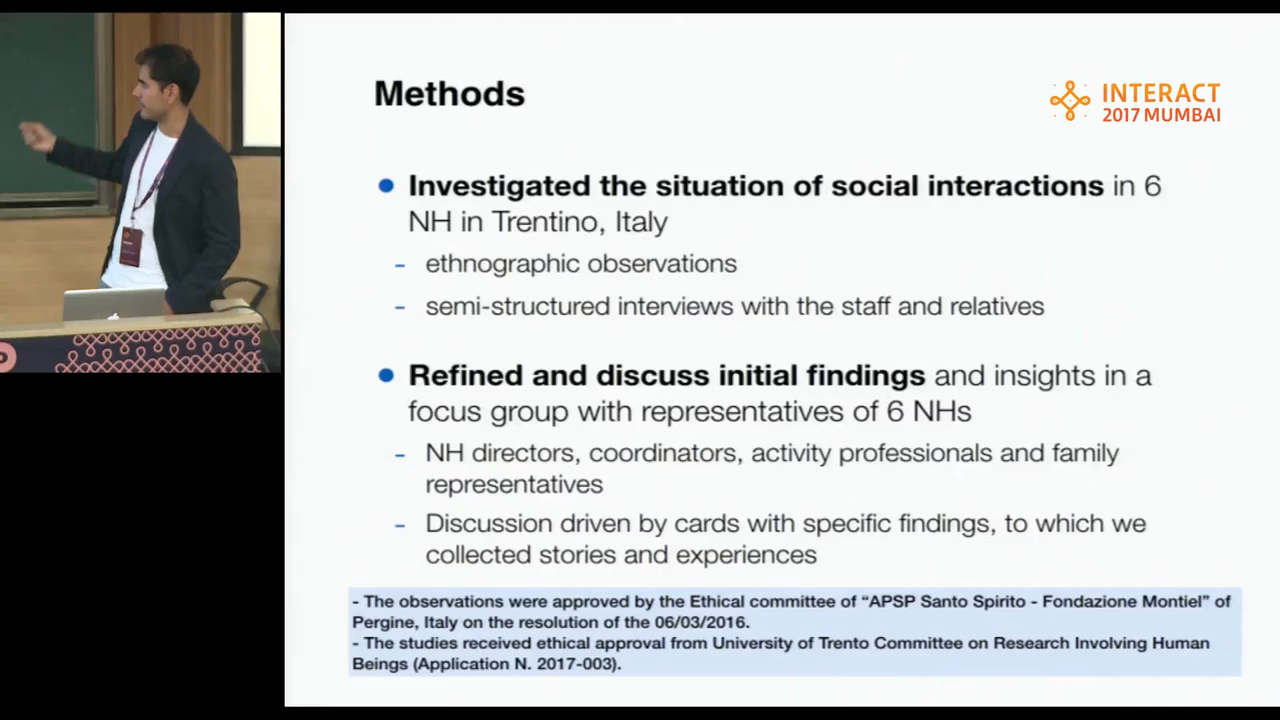 Methods
INTERACT
2017 MUMBAI
● Investigated the situation of social interactions in 6
NH in Trentino, Italy
- ethnographic observations
- semi-structured interviews with the staff and relatives
● Refined and discuss initial findings and insights in a
focus group with representatives of 6 NHs
- NH directors, coordinators, activity professionals and family
representatives
- Discussion driven by cards with specific findings, to which we
collected stories and experiences
- The observations were approved by the Ethical committee of “APSP Santo Spirito - Fondazione Montiel” of
Pergine, Italy on the resolution of the 06/03/2016.
- The studies received ethical approval from University of Trento Committee on Research Involving Human
Beings (Application N. 2017-003).